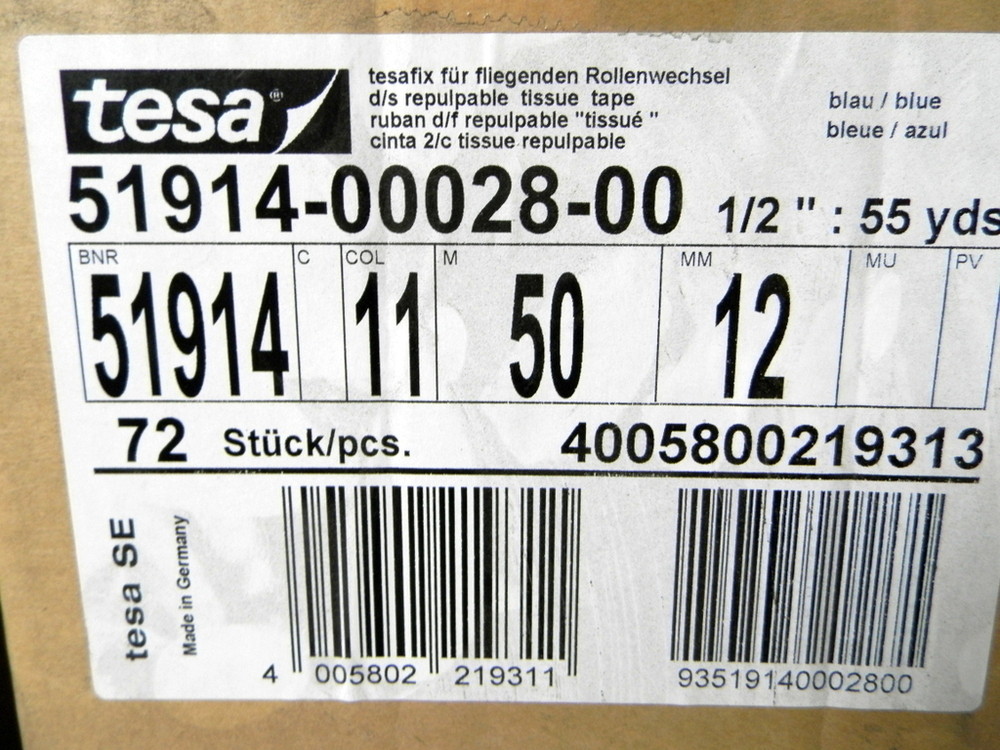 tesa®
tesafix für fliegenden Rollenwechsel
d/s repulpable tissue tape
ruban d/f repulpable "tissué "
cinta 2/c tissue repulpable
blau / blue
bleue / azul
51914-00028-00 1/2 " : 55 yds
BNR C COL M MM MU PV
51914 11 50 12
72 Stück/pcs. 4005800219313
tesa SE
Made in Germany
4 005802 219311
93519140002800